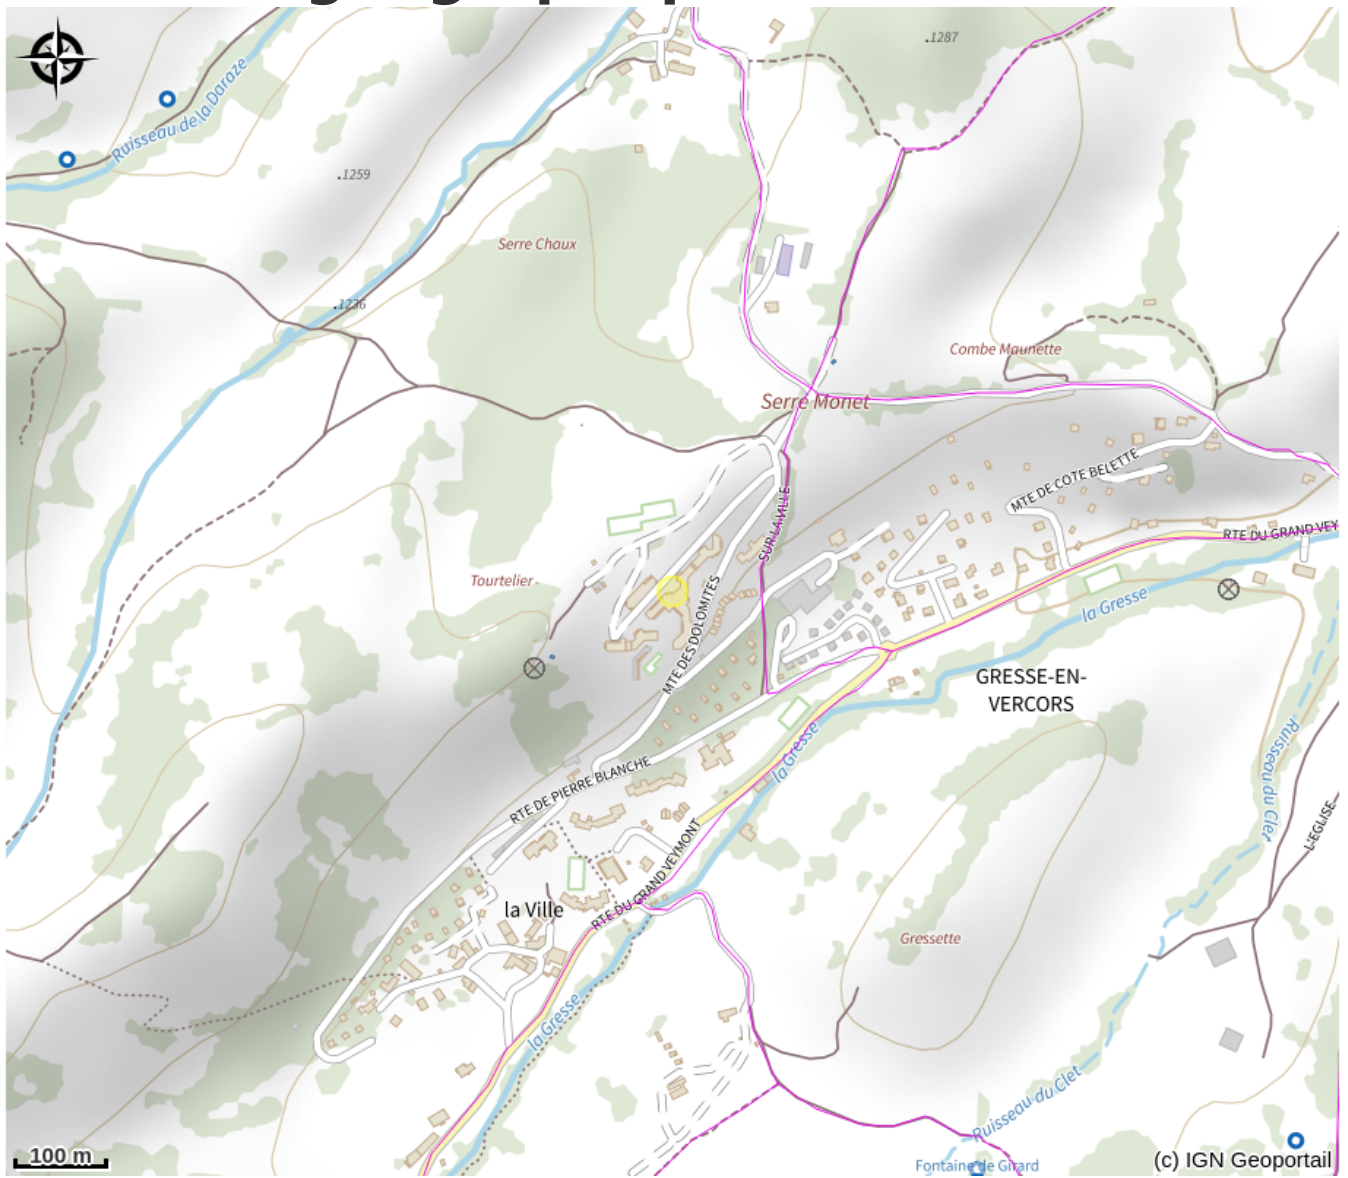 .1287
Ruisseau de la Daraze
.1259
Serre Chaux
.1236
Combe Maunette
Serre Monet
MTE DE COTE BELETTE
SUR LA VILLE
RTE DU GRAND VEY
Tourtelier
MTE DES DOLOMITES
la Gresse
GRESSE-EN-
VERCORS
la Gresse
Ruisseau du Clet
RTE DE PIERRE BLANCHE
L'EGLISE
RTE DU GRAND VEYMONT
la Ville
Gressette
la Gresse
Ruisseau du Clet
100 m
Fontaine de Girard
(c) IGN Geoportail